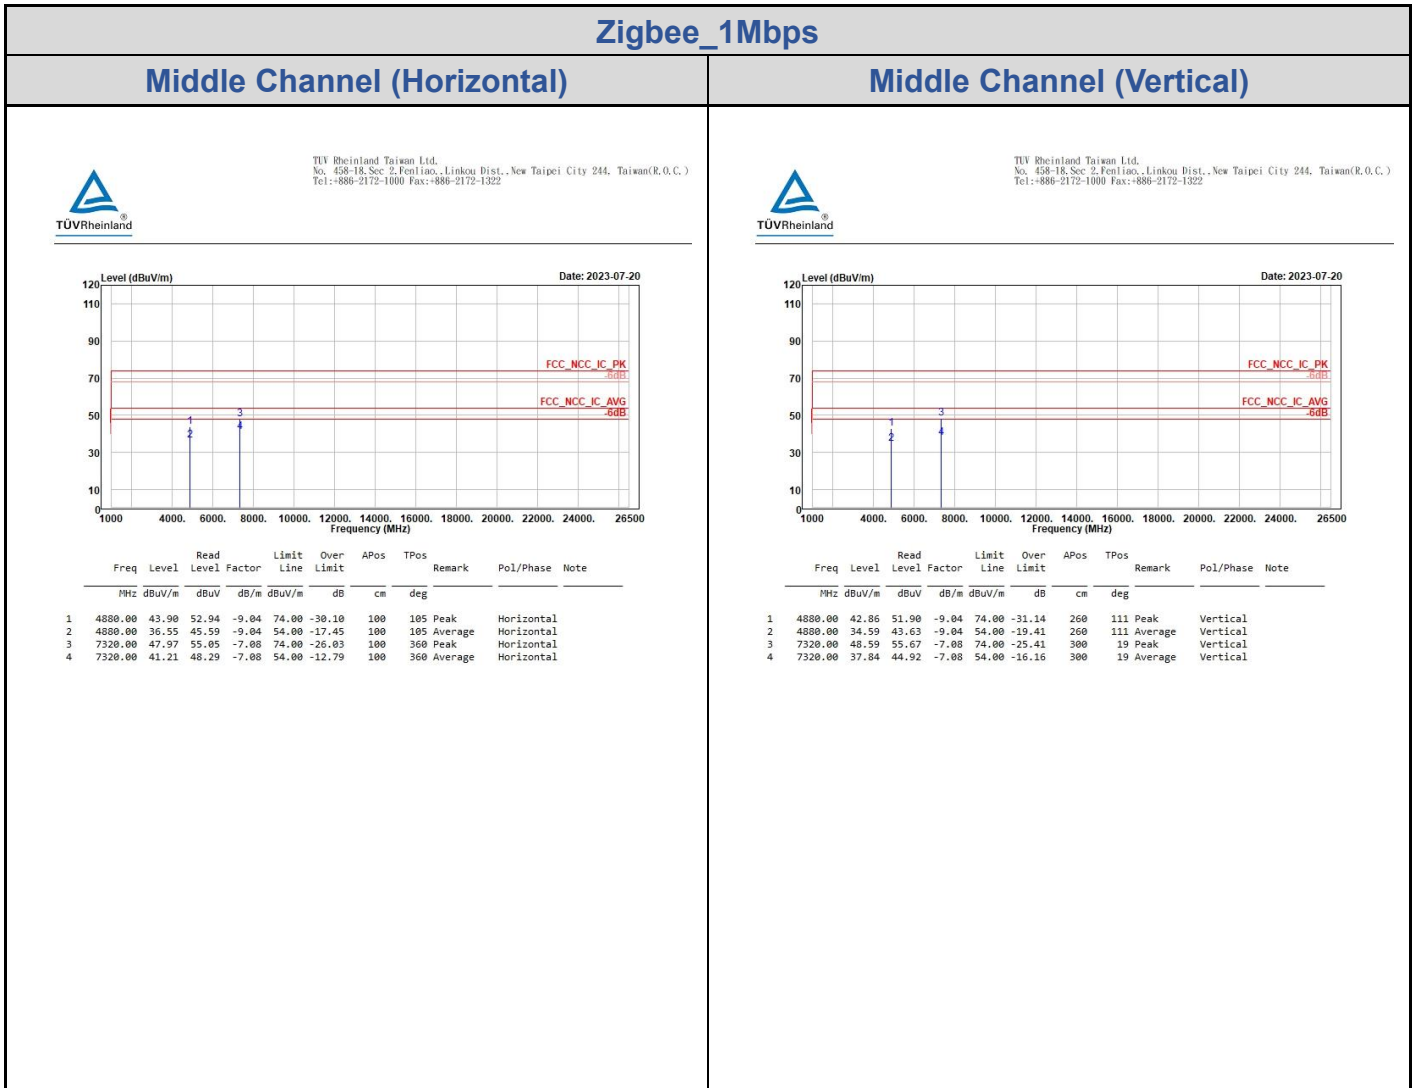 Zigbee_1Mbps
Middle Channel (Horizontal)
TUV Rheinland Taiwan Ltd.
No. 458-18.Sec 2.Fenliao..Linkou Dist..New Taipei City 244. Taiwan(R.O.C.)
Tel:+886-2172-1000 Fax:+886-2172-1322
TÜVRheinland®
Level (dBuV/m) Date: 2023-07-20
120
110
90
FCC_NCC_IC_PK
70 -6dB
FCC_NCC_IC_AVG
50 1 3 -6dB
2 4
30
10
0
1000 4000. 6000. 8000. 10000. 12000. 14000. 16000. 18000. 20000. 22000. 24000. 26500
Frequency (MHz)
Read Limit Over APos TPos
Freq Level Level Factor Line Limit Remark Pol/Phase Note
MHz dBuV/m dBuV dB/m dBuV/m dB cm deg
1 4880.00 43.90 52.94 -9.04 74.00 -30.10 100 105 Peak Horizontal
2 4880.00 36.55 45.59 -9.04 54.00 -17.45 100 105 Average Horizontal
3 7320.00 47.97 55.05 -7.08 74.00 -26.03 100 360 Peak Horizontal
4 7320.00 41.21 48.29 -7.08 54.00 -12.79 100 360 Average Horizontal
Middle Channel (Vertical)
TUV Rheinland Taiwan Ltd.
No. 458-18.Sec 2.Fenliao..Linkou Dist..New Taipei City 244. Taiwan(R.O.C.)
Tel:+886-2172-1000 Fax:+886-2172-1322
TÜVRheinland®
Level (dBuV/m) Date: 2023-07-20
120
110
90
FCC_NCC_IC_PK
70 -6dB
FCC_NCC_IC_AVG
50 1 3 -6dB
2 4
30
10
0
1000 4000. 6000. 8000. 10000. 12000. 14000. 16000. 18000. 20000. 22000. 24000. 26500
Frequency (MHz)
Read Limit Over APos TPos
Freq Level Level Factor Line Limit Remark Pol/Phase Note
MHz dBuV/m dBuV dB/m dBuV/m dB cm deg
1 4880.00 42.86 51.90 -9.04 74.00 -31.14 260 111 Peak Vertical
2 4880.00 34.59 43.63 -9.04 54.00 -19.41 260 111 Average Vertical
3 7320.00 48.59 55.67 -7.08 74.00 -25.41 300 19 Peak Vertical
4 7320.00 37.84 44.92 -7.08 54.00 -16.16 300 19 Average Vertical